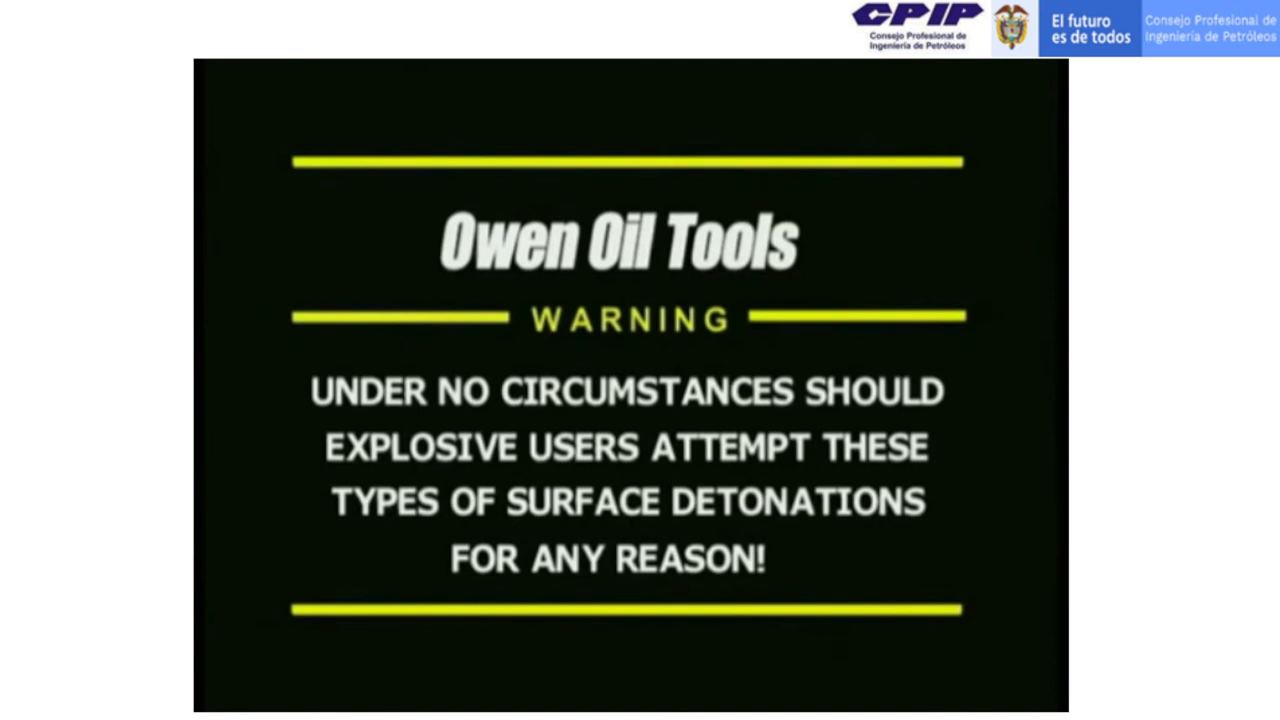 CPIP
Consejo Profesional de
Ingeniería de Petróleos
El futuro
es de todos
Consejo Profesional de
Ingeniería de Petróleos
Owen Oil Tools
WARNING
UNDER NO CIRCUMSTANCES SHOULD
EXPLOSIVE USERS ATTEMPT THESE
TYPES OF SURFACE DETONATIONS
FOR ANY REASON!